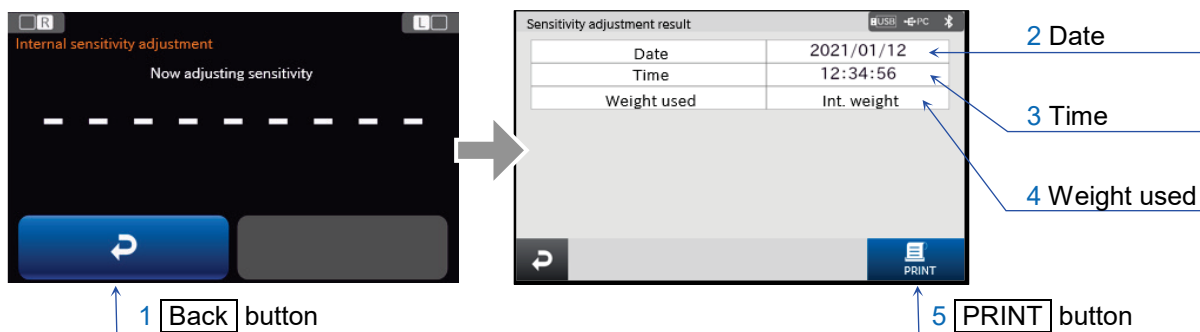 R
L
Internal sensitivity adjustment
Now adjusting sensitivity
1 Back button
Sensitivity adjustment result
USB PC
Date 2021/01/12
Time 12:34:56
Weight used Int. weight
PRINT
2 Date
3 Time
4 Weight used
5 PRINT button